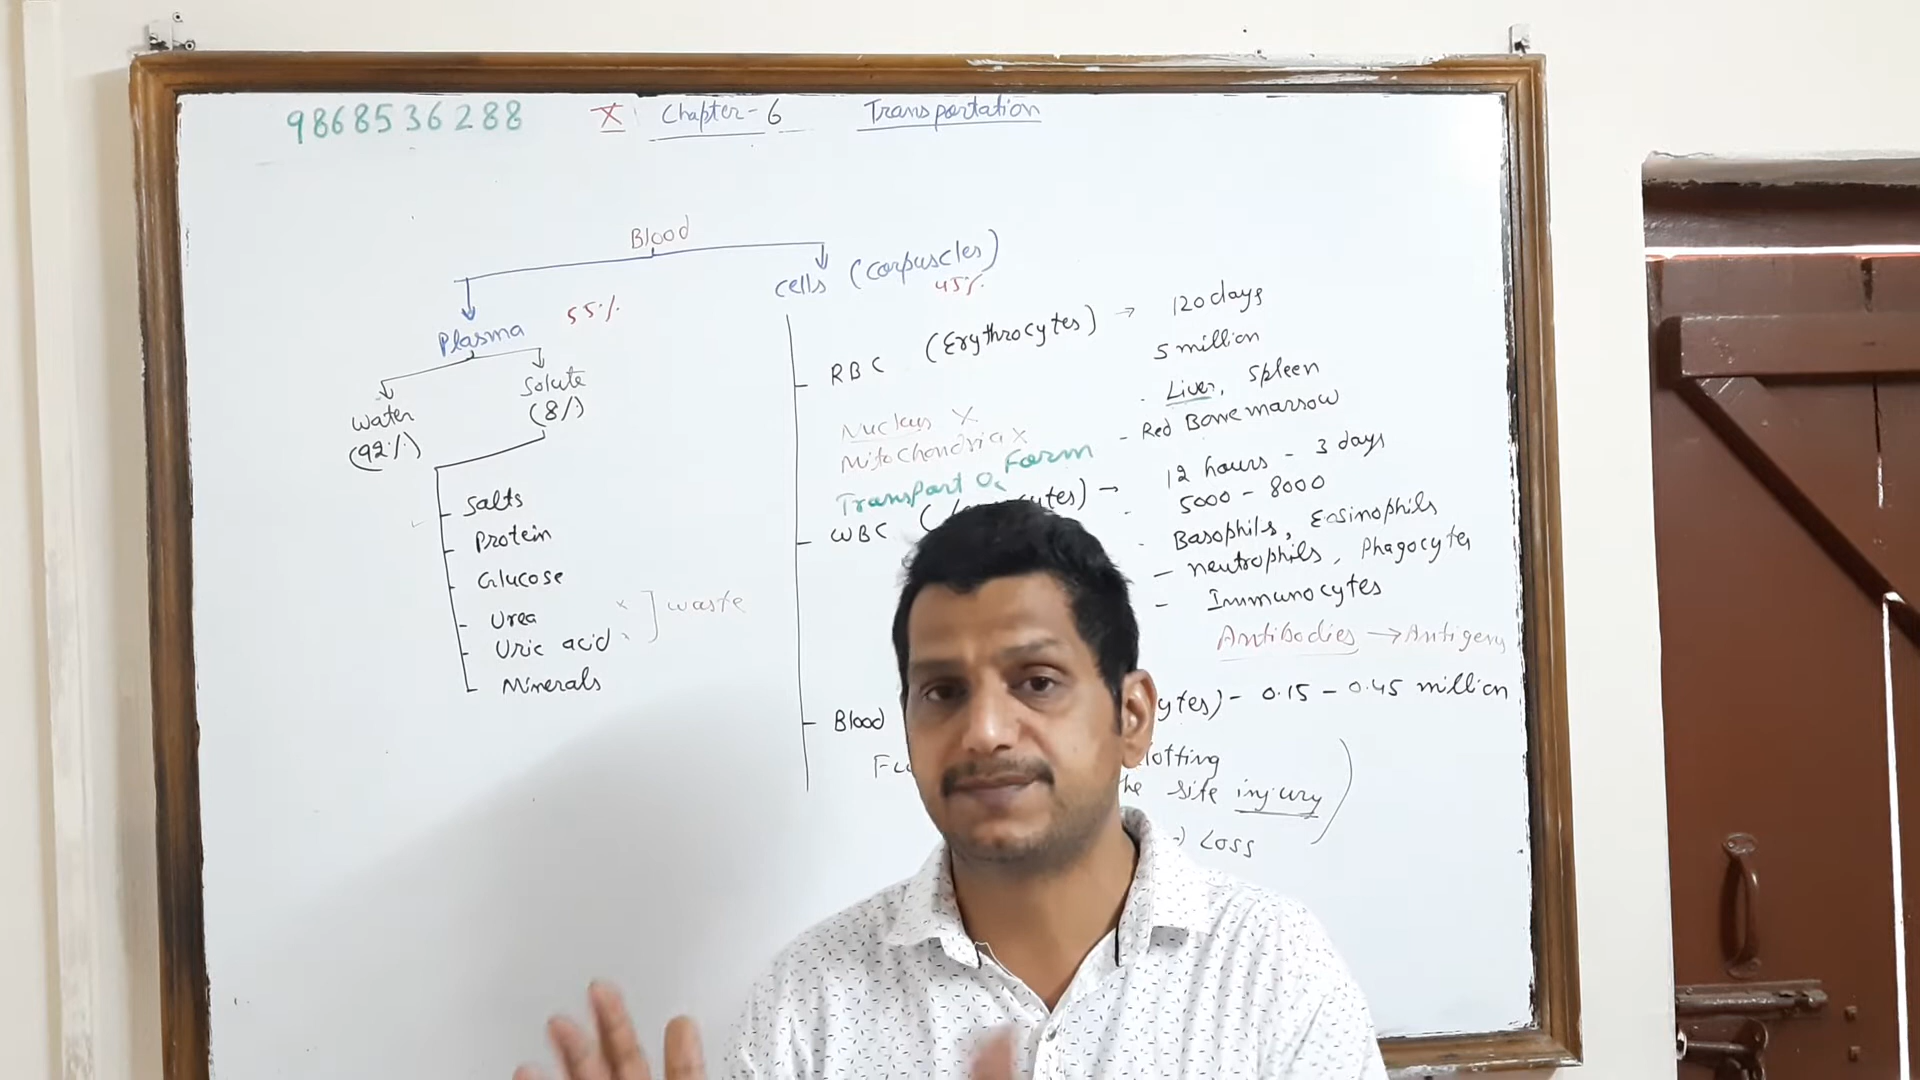 9868536288 X Chapter-6 Transportation
Blood
Cells (Corpuscles)
45%
55%
Plasma
Water
(92%)
Solute
(8%)
Salts
Protein
Glucose
Urea
Uric acid
waste
Minerals
RBC (Erythrocytes) → 120 days
5 million
Liver, Spleen
- Red Bone marrow
Nucleus X
Mitochondria X
Transport O₂ Form
WBC → 12 hours - 3 days
5000 - 8000
Basophils, Eosinophils
- neutrophils, Phagocytes
- Immunocytes
Antibodies → Antigens
Blood ytes) - 0.15 - 0.45 million
lotting
he site injury
Loss